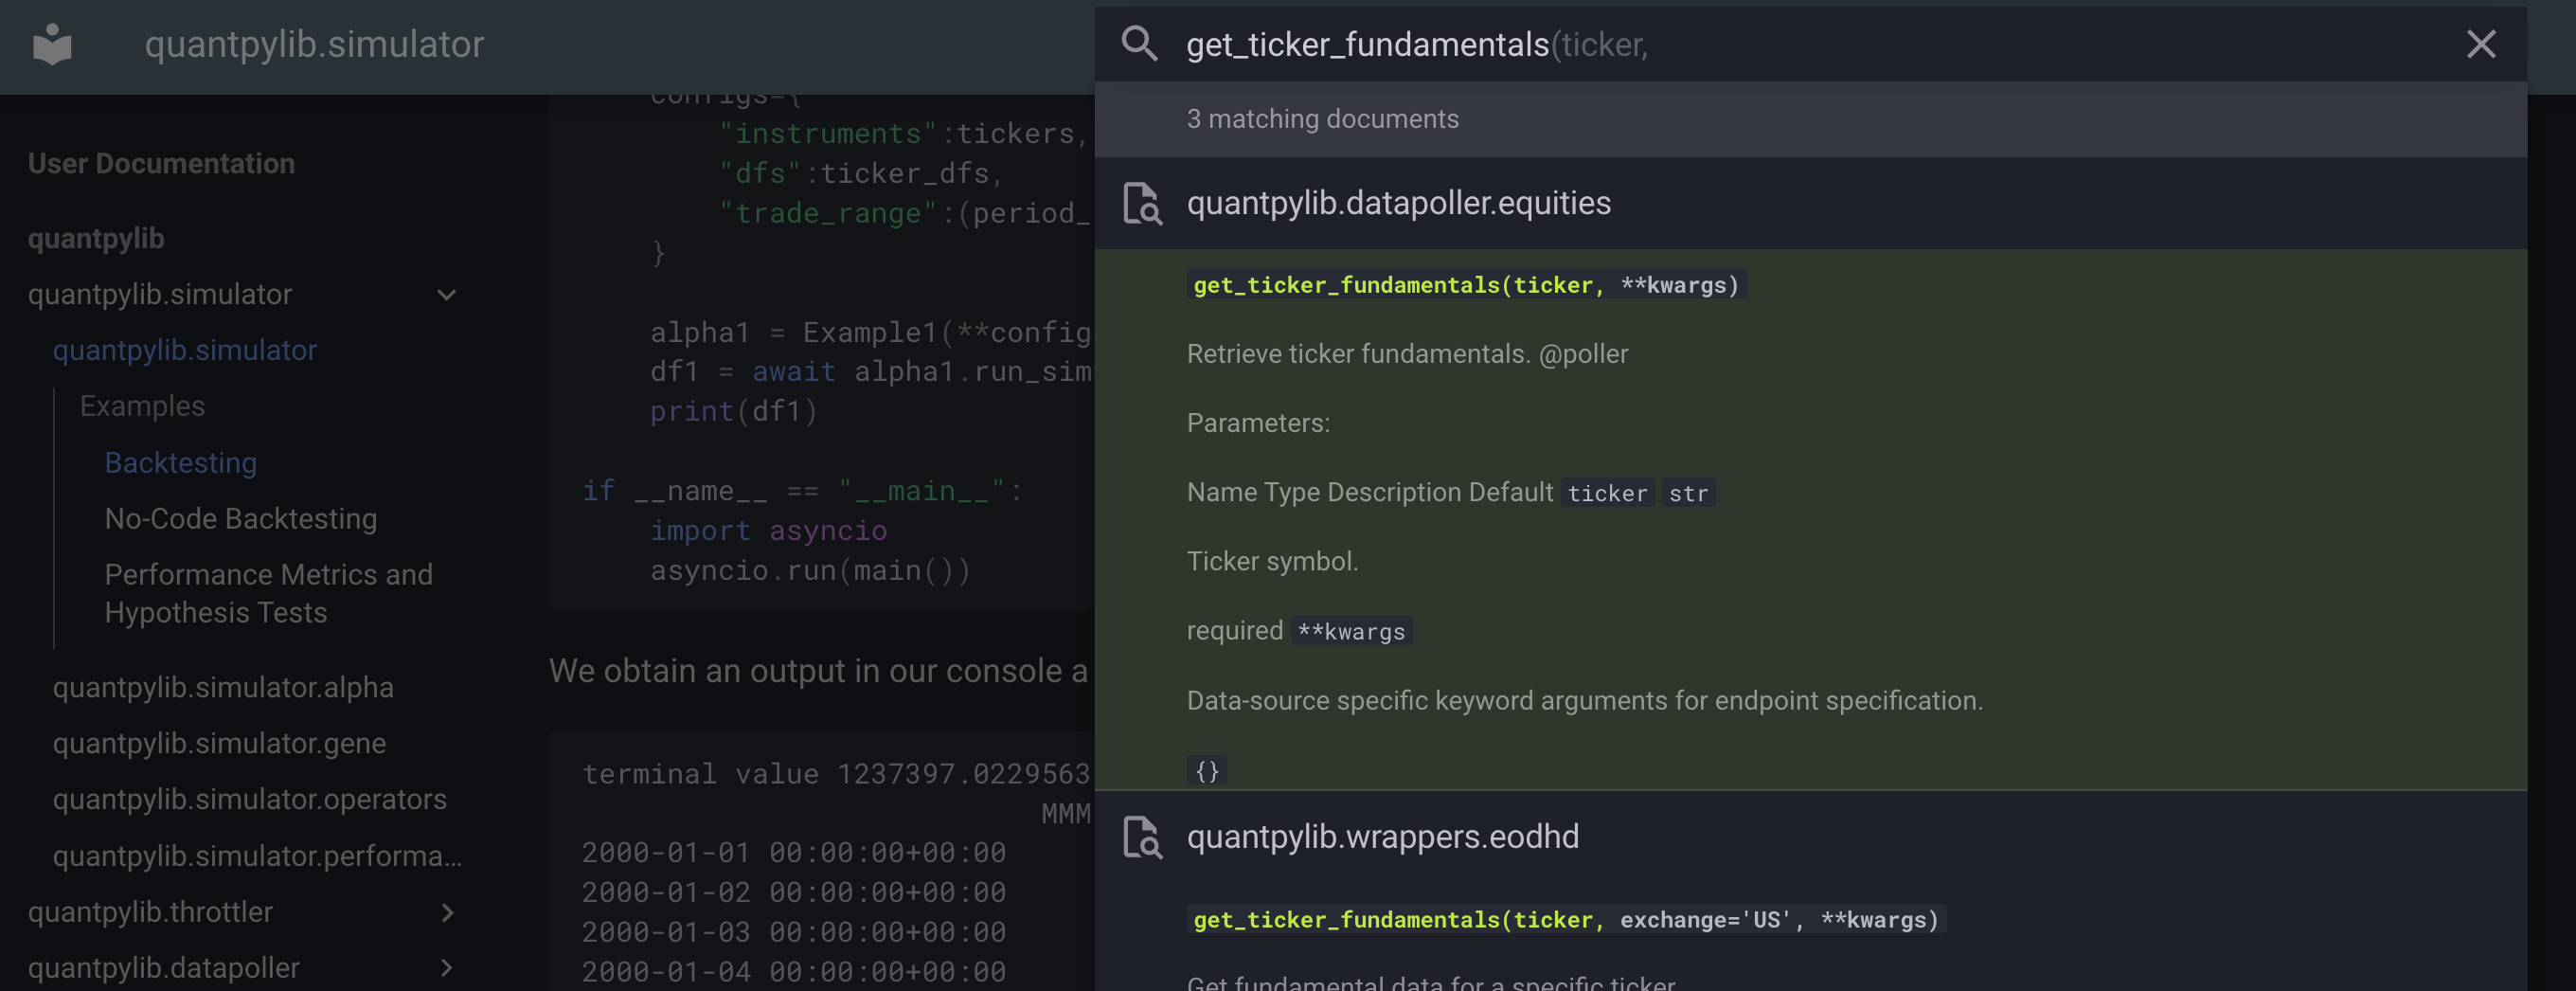 quantpylib.simulator
get_ticker_fundamentals(ticker,
User Documentation
quantpylib
quantpylib.simulator
quantpylib.simulator
Examples
Backtesting
No-Code Backtesting
Performance Metrics and
Hypothesis Tests
quantpylib.simulator.alpha
quantpylib.simulator.gene
quantpylib.simulator.operators
quantpylib.simulator.performa...
quantpylib.throttler
quantpylib.datapoller
configs={
"instruments":tickers,
"dfs":ticker_dfs,
"trade_range":(period_
}
alpha1 = Example1(**config
df1 = await alpha1.run_sim
print(df1)
if __name__ == "__main__":
import asyncio
asyncio.run(main())
We obtain an output in our console a
terminal value 1237397.0229563
MMM
2000-01-01 00:00:00+00:00
2000-01-02 00:00:00+00:00
2000-01-03 00:00:00+00:00
2000-01-04 00:00:00+00:00
3 matching documents
quantpylib.datapoller.equities
get_ticker_fundamentals(ticker, **kwargs)
Retrieve ticker fundamentals. @poller
Parameters:
Name Type Description Default ticker str
Ticker symbol.
required **kwargs
Data-source specific keyword arguments for endpoint specification.
{}
quantpylib.wrappers.eodhd
get_ticker_fundamentals(ticker, exchange='US', **kwargs)
Get fundamental data for a specific ticker